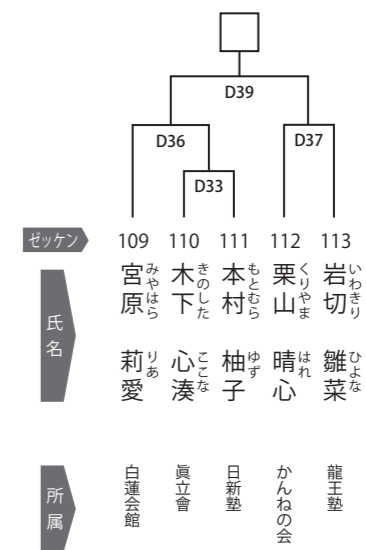 D39
D36
D37
D33
ゼッケン
109 110 111 112 113
氏名
宮原 莉愛
みやはら りあ
木下 心湊
きのした ここな
本村 柚子
もとむら ゆず
栗山 晴心
くりやま はれ
岩切 雛菜
いわきり ひよな
所属
白蓮会館
眞立會
日新塾
かんねの会
龍王塾